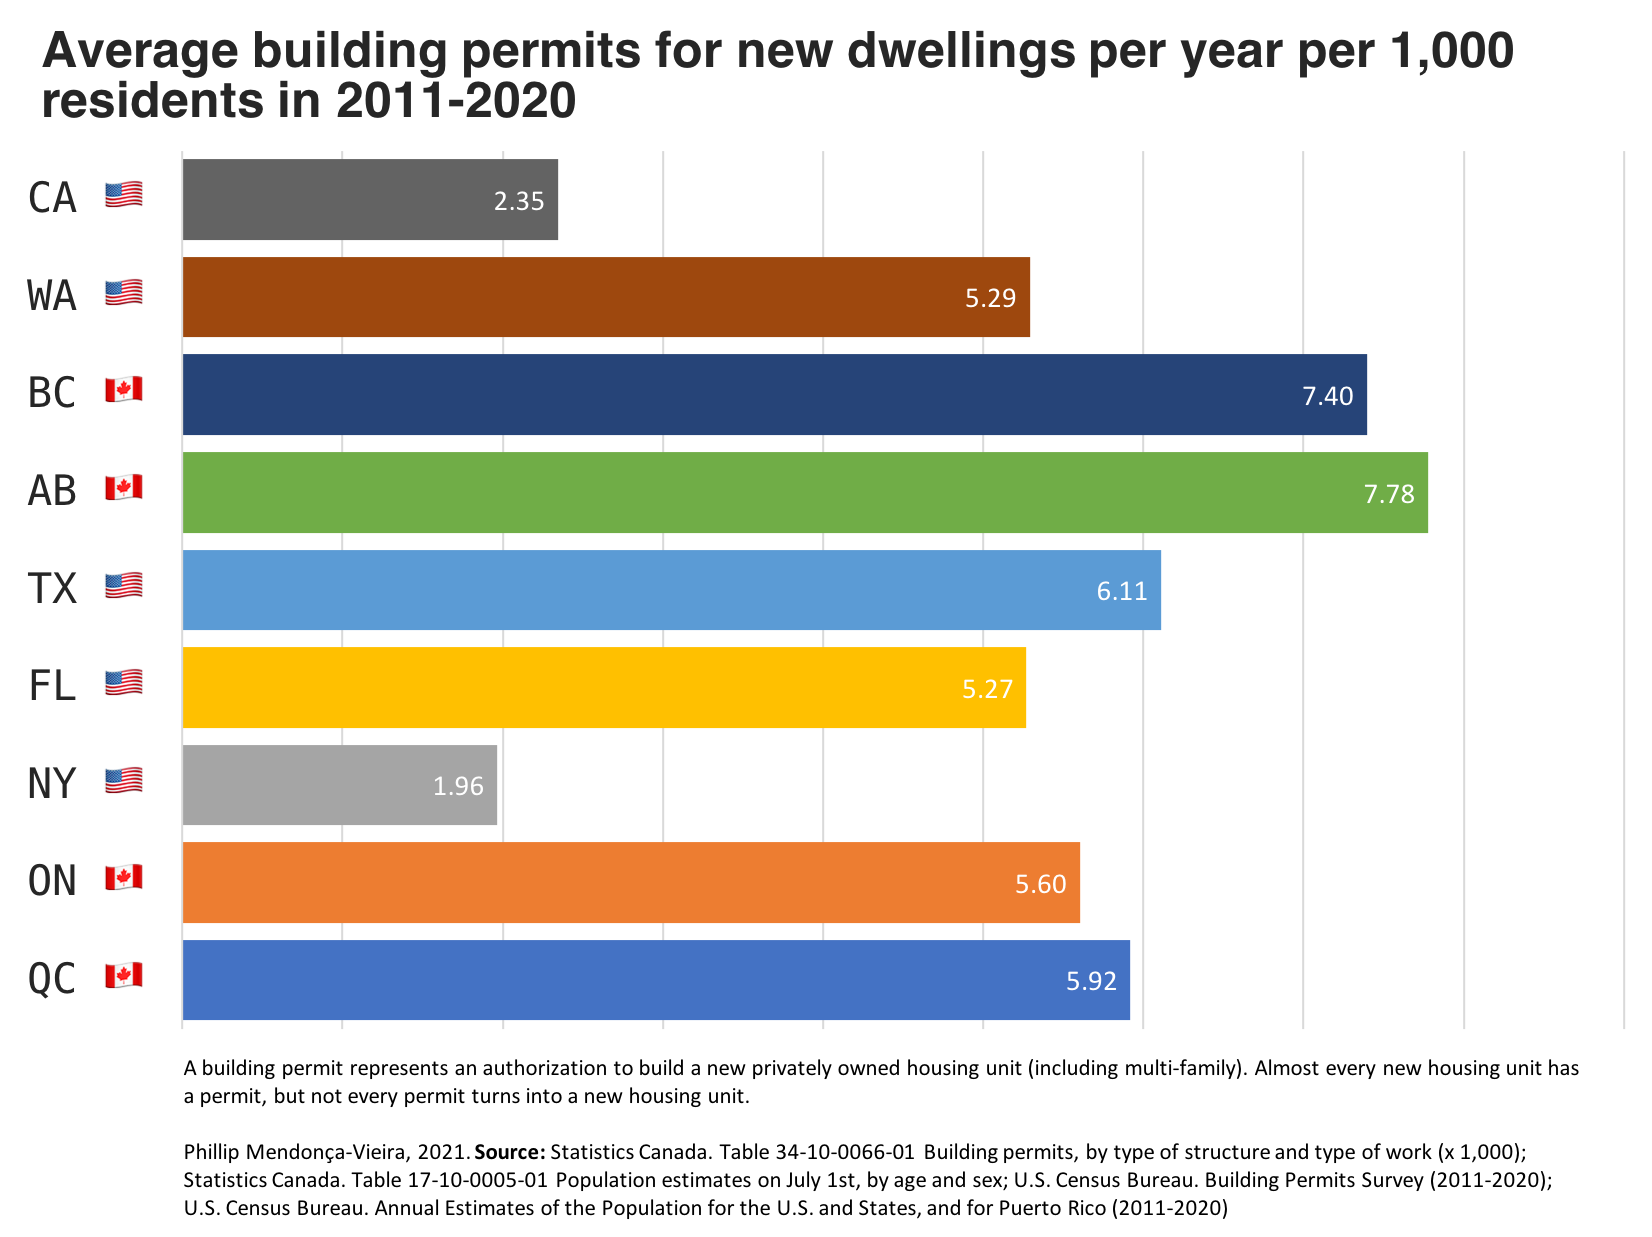 Average building permits for new dwellings per year per 1,000
residents in 2011-2020
CA 2.35
WA 5.29
BC 7.40
AB 7.78
TX 6.11
FL 5.27
NY 1.96
ON 5.60
QC 5.92
A building permit represents an authorization to build a new privately owned housing unit (including multi-family). Almost every new housing unit has
a permit, but not every permit turns into a new housing unit.
Phillip Mendonça-Vieira, 2021. Source: Statistics Canada. Table 34-10-0066-01 Building permits, by type of structure and type of work (x 1,000);
Statistics Canada. Table 17-10-0005-01 Population estimates on July 1st, by age and sex; U.S. Census Bureau. Building Permits Survey (2011-2020);
U.S. Census Bureau. Annual Estimates of the Population for the U.S. and States, and for Puerto Rico (2011-2020)